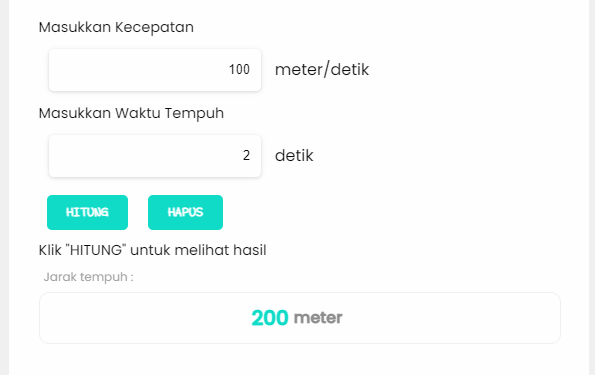 Masukkan Kecepatan
100 meter/detik
Masukkan Waktu Tempuh
2 detik
HITUNG HAPUS
Klik "HITUNG" untuk melihat hasil
Jarak tempuh :
200 meter